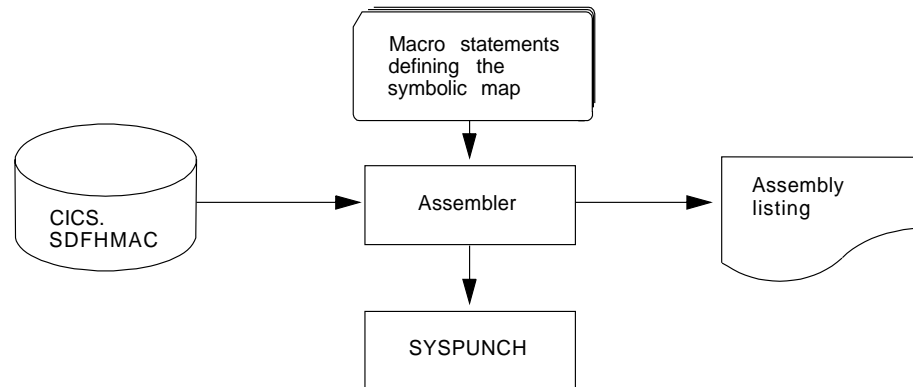 Macro statements
defining the
symbolic map
CICS.
SDFHMAC
Assembler
Assembly
listing
SYSPUNCH